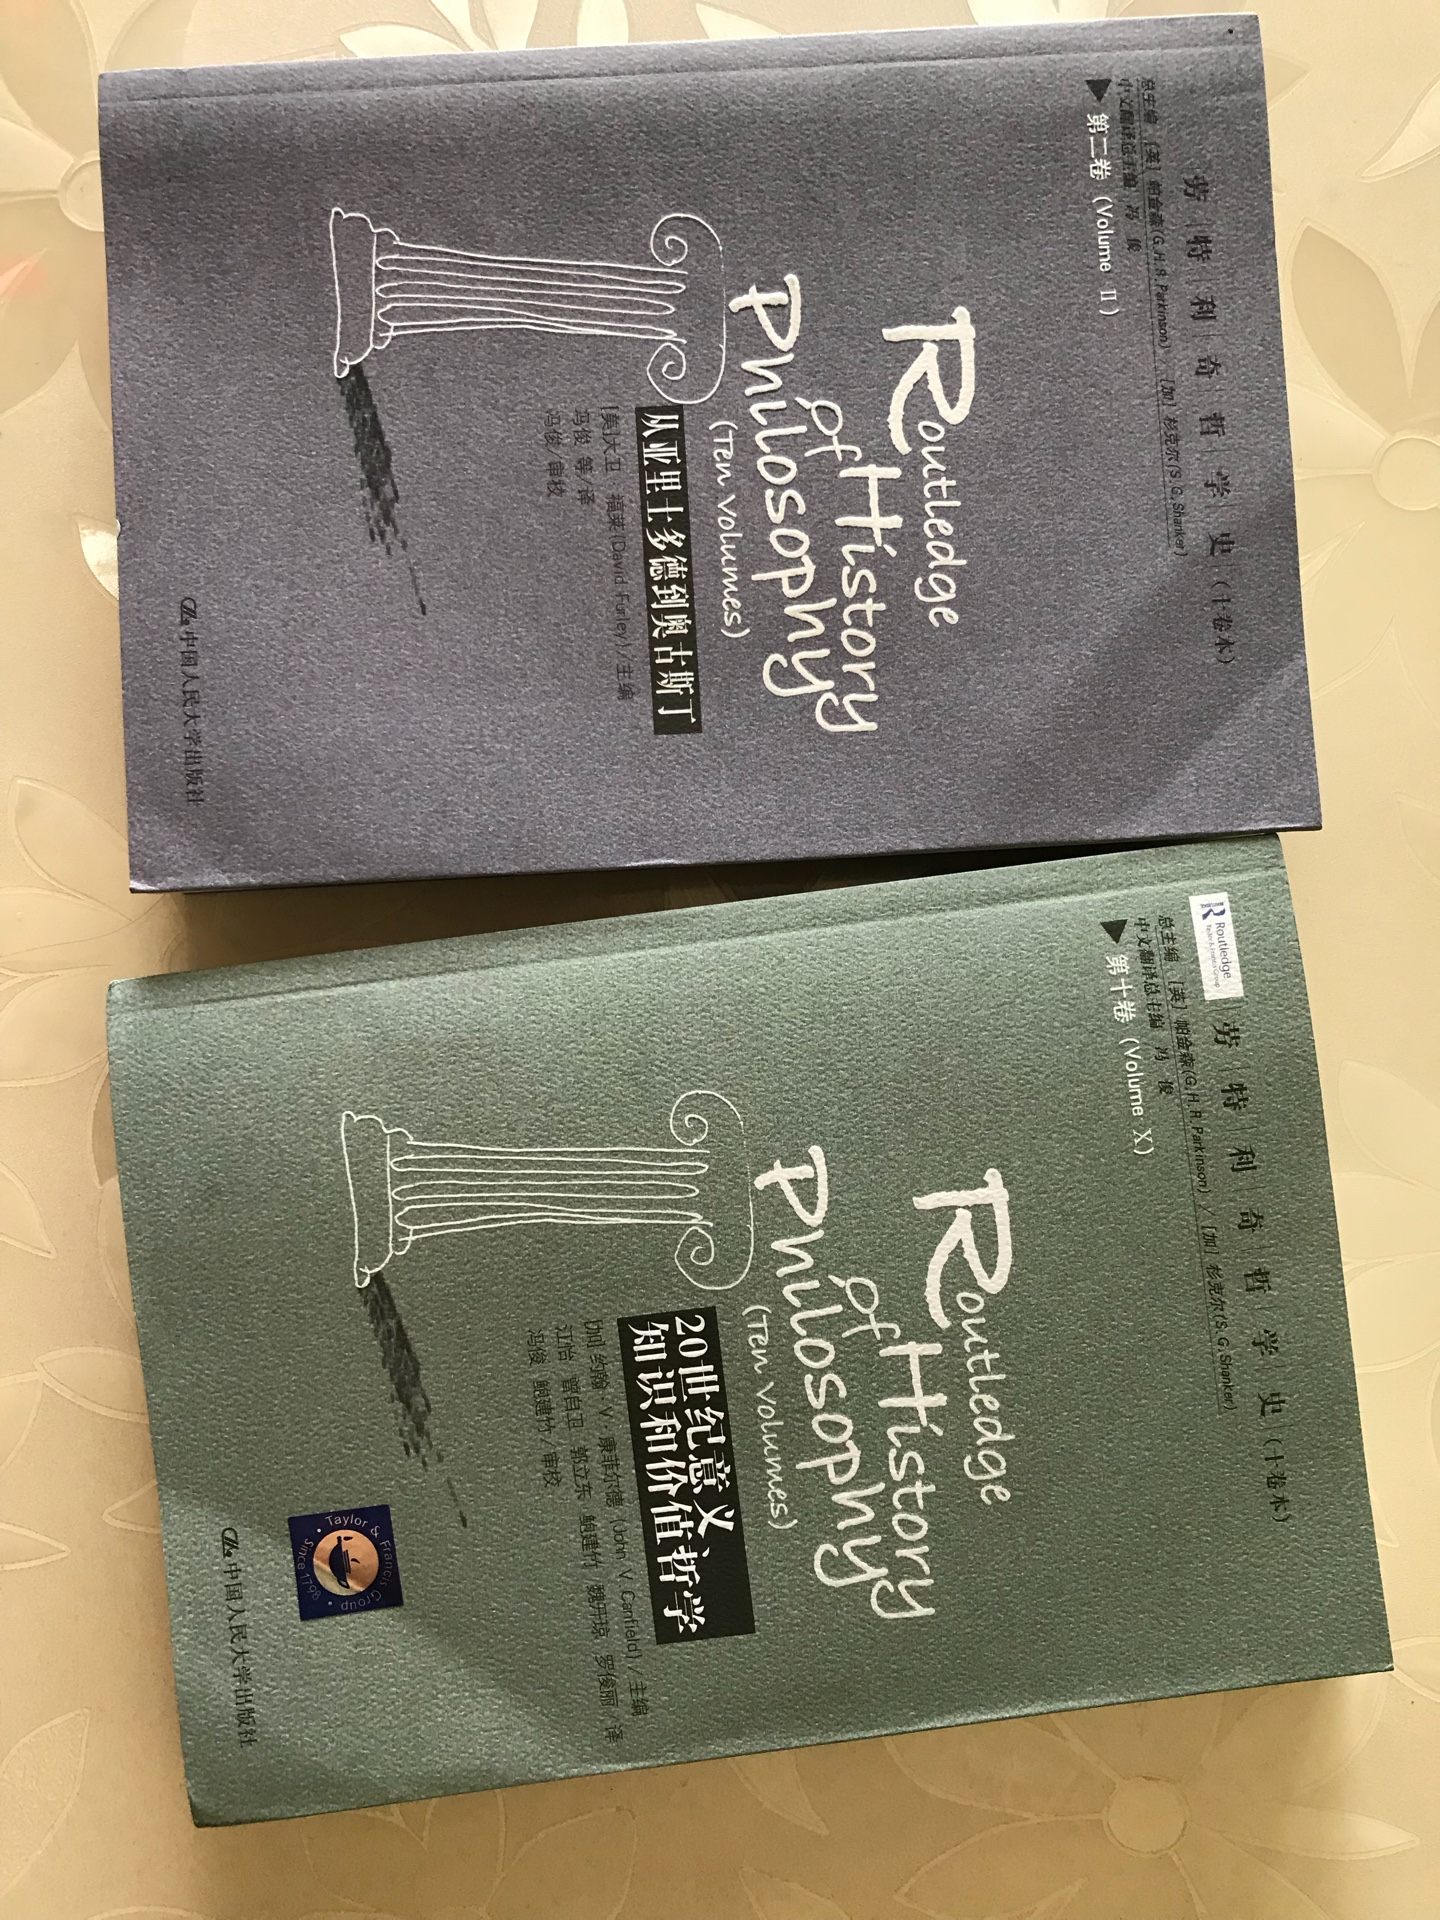 劳特利奇哲学史(十卷本)
总主编 [英]帕金森(G.H.R.Parkinson) [加]杉克尔(S.G.Shanker)
中文翻译总主编 冯 俊
第二卷 (Volume II)
Routledge
of History
Philosophy
(Ten Volumes)
从亚里士多德到奥古斯丁
[美]大卫 福莱(David Furley)/主编
冯俊 等/译
冯俊/审校
中国人民大学出版社
Routledge
Taylor & Francis Group
劳特利奇哲学史(十卷本)
总主编 [英]帕金森(G.H.R.Parkinson)/[加]杉克尔(S.G.Shanker)
中文翻译总主编 冯 俊
第十卷 (Volume X)
Routledge
of History
Philosophy
(Ten Volumes)
20世纪意义、
知识和价值哲学
[加]约翰 V 康菲尔德(John V Canfield)/主编
江怡 曾自卫 郭立东 鲍建竹 魏开琼 罗俊丽/译
冯俊 鲍建竹/审校
Taylor & Francis Group
Since 1798
中国人民大学出版社